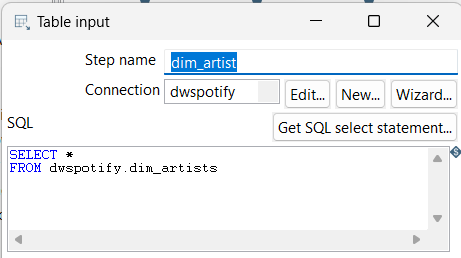 Table input
Step name dim_artist
Connection dwspotify Edit... New... Wizard...
SQL Get SQL select statement...
SELECT *
FROM dwspotify.dim_artists